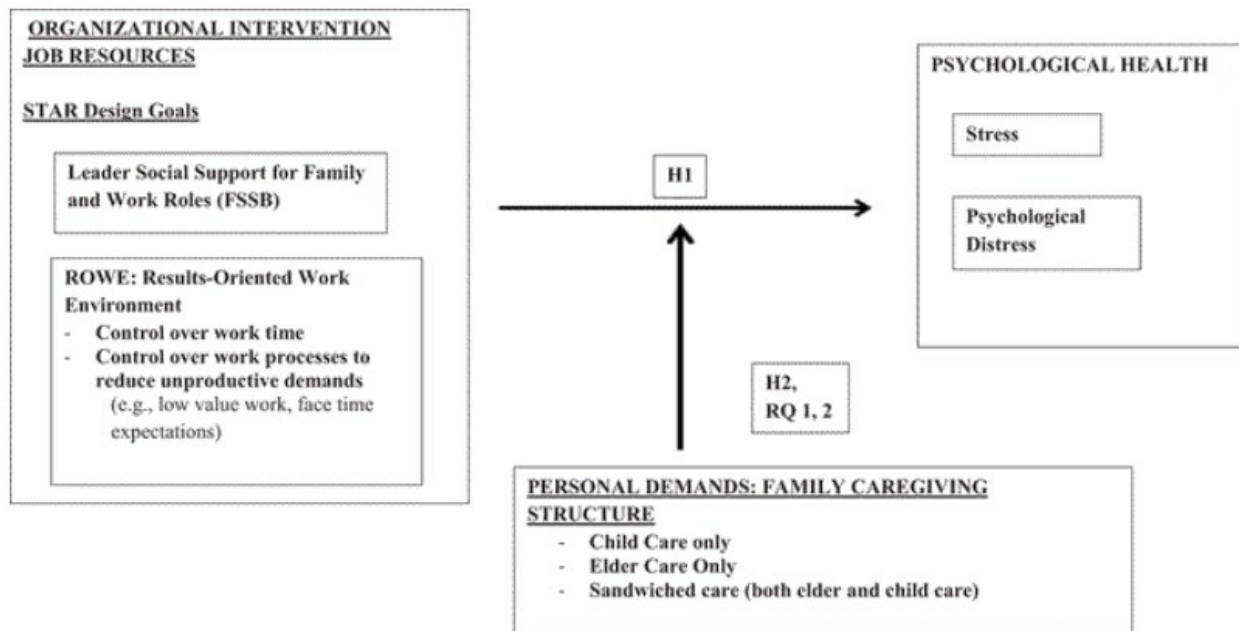 ORGANIZATIONAL INTERVENTION
JOB RESOURCES
STAR Design Goals
Leader Social Support for Family
and Work Roles (FSSB)
ROWE: Results-Oriented Work
Environment
- Control over work time
- Control over work processes to
reduce unproductive demands
(e.g., low value work, face time
expectations)
H1
H2,
RQ 1, 2
PSYCHOLOGICAL HEALTH
Stress
Psychological
Distress
PERSONAL DEMANDS: FAMILY CAREGIVING
STRUCTURE
- Child Care only
- Elder Care Only
- Sandwiched care (both elder and child care)